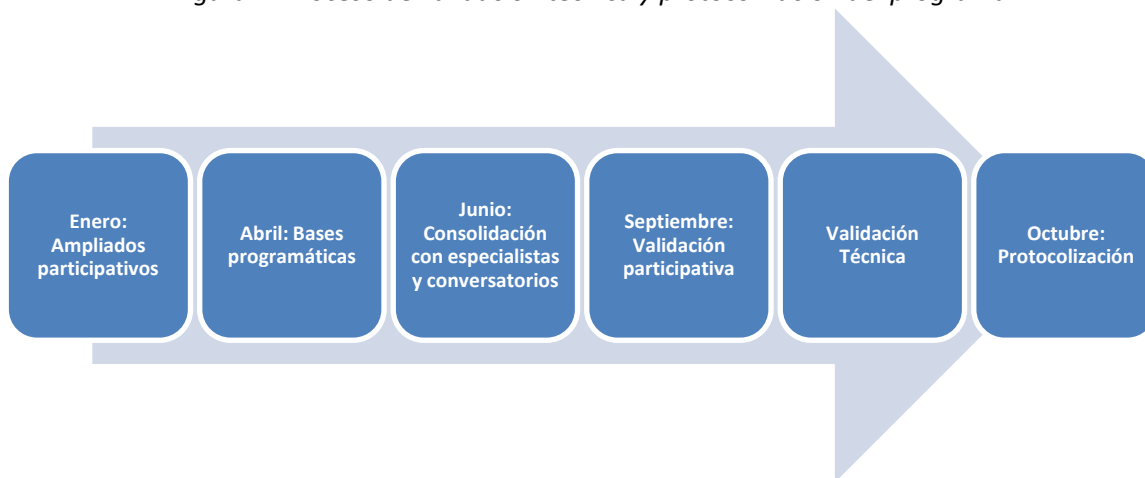 Enero:
Ampliados
participativos
Abril: Bases
programáticas
Junio:
Consolidación
con especialistas
y conversatorios
Septiembre:
Validación
participativa
Validación
Técnica
Octubre:
Protocolización